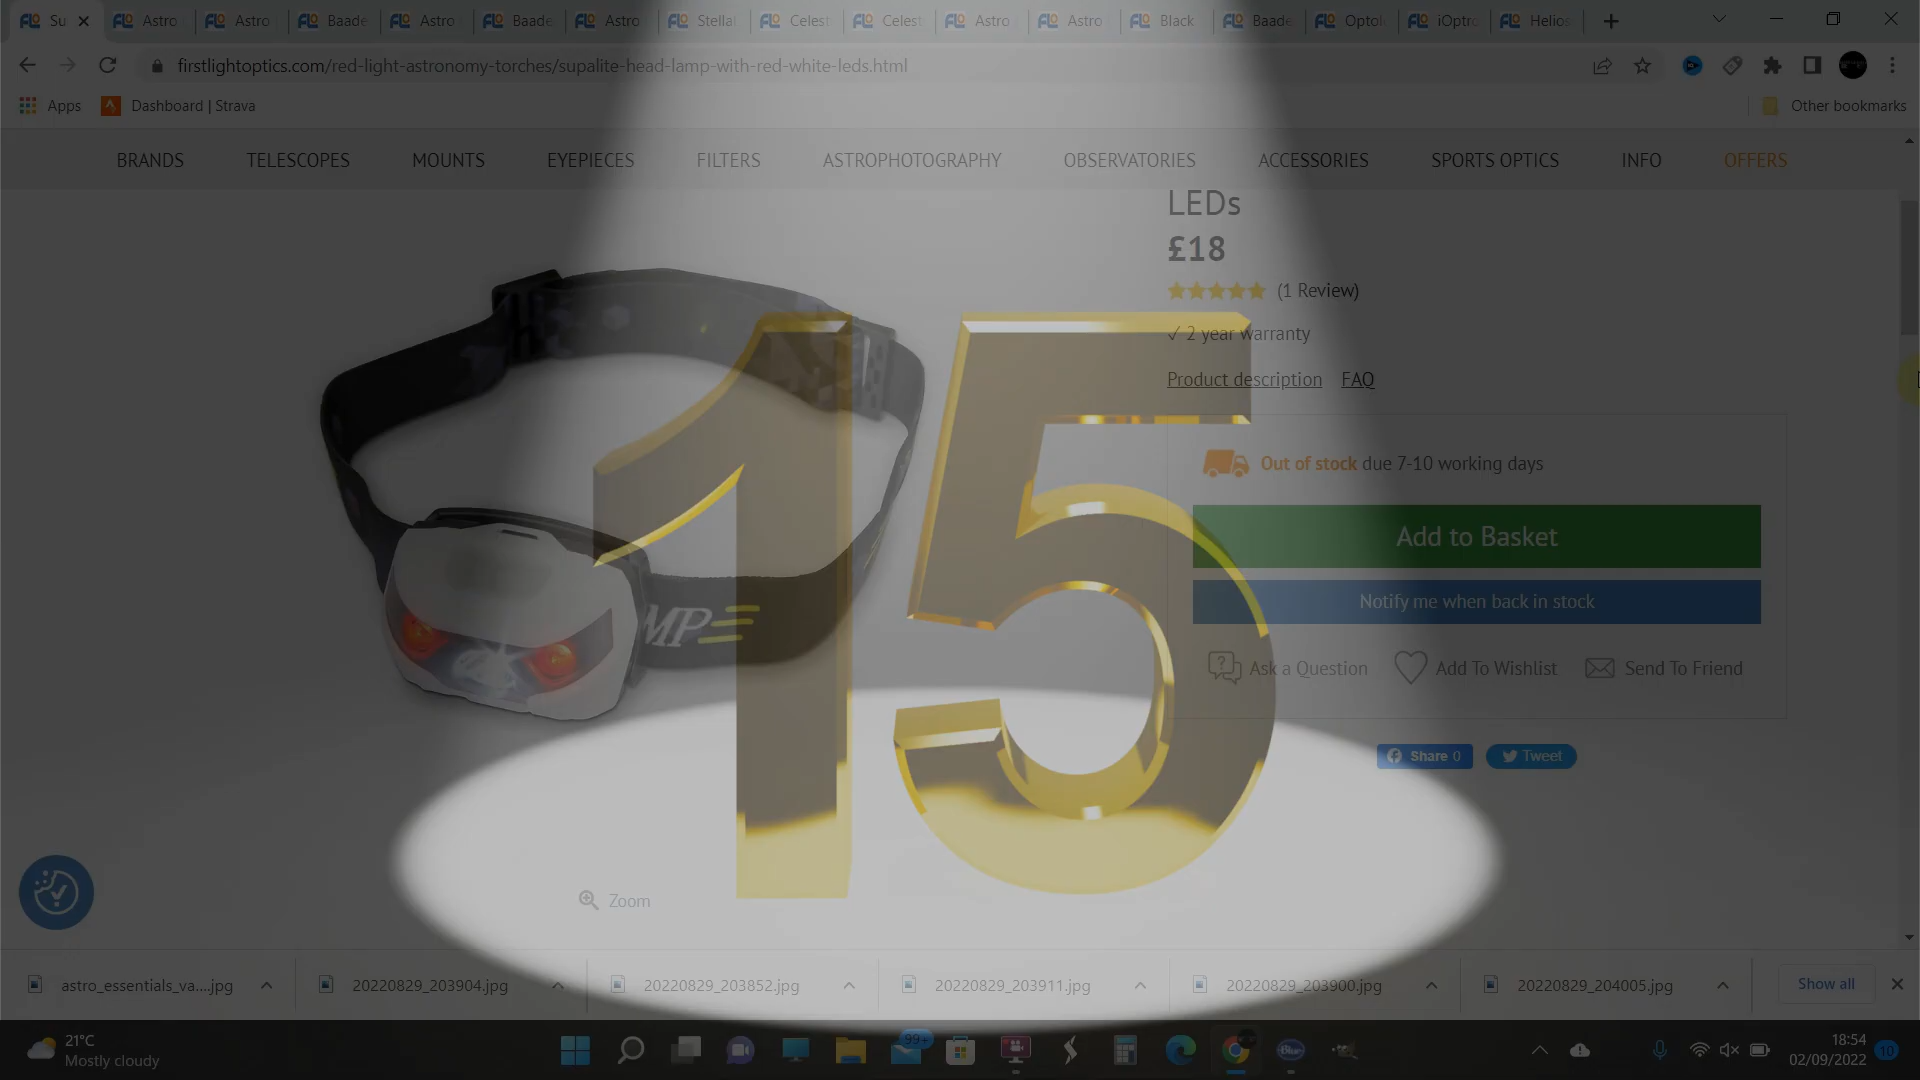 Su
Astro
Astro
Baade
Astro
Baade
Astro
Stella
Celest
Celest
Astro
Astro
Black
Baade
Optol
iOptro
Helios
firstlightoptics.com/red-light-astronomy-torches/supalite-head-lamp-with-red-white-leds.html
Apps
Dashboard | Strava
Other bookmarks
BRANDS
TELESCOPES
MOUNTS
EYEPIECES
FILTERS
ASTROPHOTOGRAPHY
OBSERVATORIES
ACCESSORIES
SPORTS OPTICS
INFO
OFFERS
LEDs
£18
(1 Review)
✓ 2 year warranty
Product description
FAQ
Out of stock due 7-10 working days
Add to Basket
Notify me when back in stock
Ask a Question
Add To Wishlist
Send To Friend
Share 0
Tweet
MP
15
Zoom
astro_essentials_va....jpg
20220829_203904.jpg
20220829_203852.jpg
20220829_203911.jpg
20220829_203900.jpg
20220829_204005.jpg
Show all
21°C
Mostly cloudy
99+
18:54
02/09/2022
10